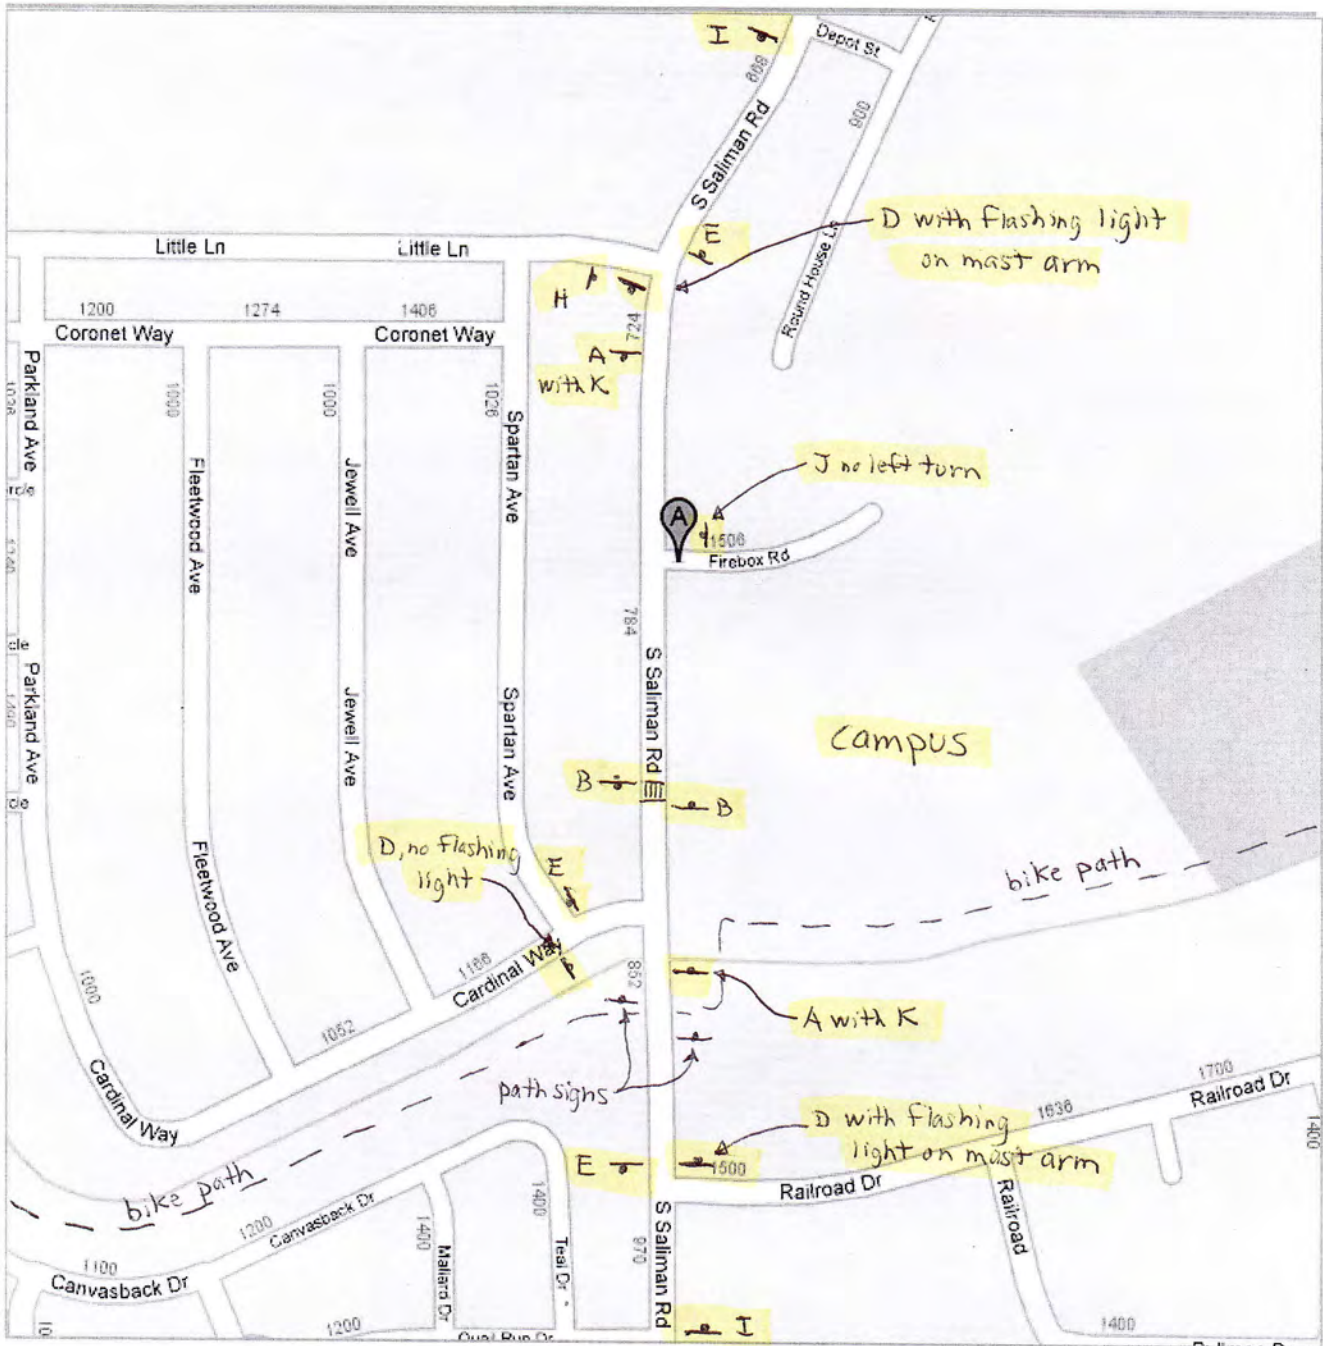 I
Depot St
668
S Saliman Rd
900
Round House Ln
E
D with flashing light
on mast arm
Little Ln
Little Ln
H
1200
1274
1406
724
Coronet Way
Coronet Way
A
with K
Parkland Ave
1026
1000
1000
1026
Spartan Ave
Fleetwood Ave
Jewell Ave
J no left turn
A
1506
Firebox Rd
784
Parkland Ave
Jewell Ave
Spartan Ave
S Saliman Rd
campus
B
B
D, no flashing
light
E
Fleetwood Ave
bike path
1166
Cardinal Way
852
1000
1052
A with K
path signs
Cardinal Way
1700
Railroad Dr
1636
D with flashing
light on mast arm
1400
E
1500
Railroad Dr
bike path
1200
Canvasback Dr
1400
1400
Mallard Dr
Teal Dr
970
S Saliman Rd
Railroad
1100
Canvasback Dr
1200
Quail Run Dr
I
1400